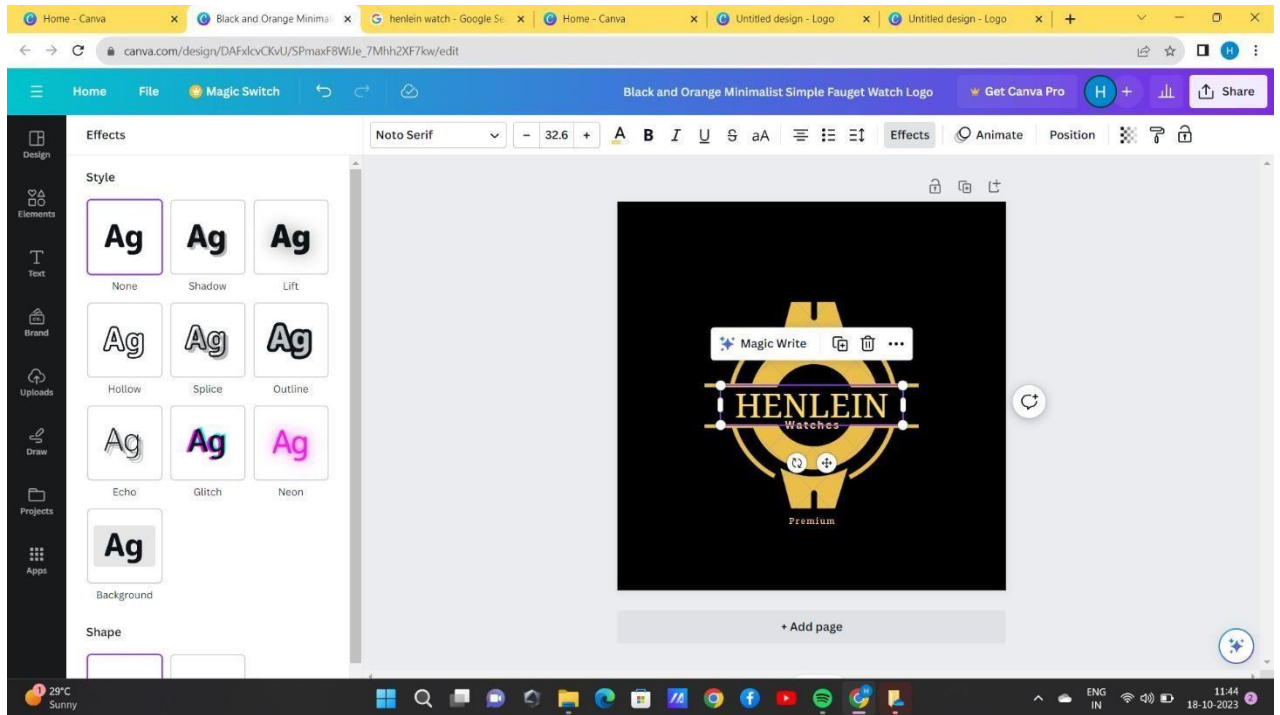 Home - Canva
Black and Orange Minimal
henlein watch - Google Se
Home - Canva
Untitled design - Logo
Untitled design - Logo
canva.com/design/DAFxlcvCKvU/SPmaxF8WiJe_7Mhh2XF7kw/edit
Home File Magic Switch Black and Orange Minimalist Simple Fauget Watch Logo Get Canva Pro H + Share
Effects
Noto Serif - 32.6 + A B I U S aA Effects Animate Position
Design
Elements
Text
Brand
Uploads
Draw
Projects
Apps
Style
Ag Ag Ag
None Shadow Lift
Ag Ag Ag
Hollow Splice Outline
Ag Ag Ag
Echo Glitch Neon
Ag
Background
Shape
Magic Write
HENLEIN
Watches
Premium
+ Add page
1
29°C
Sunny
ENG
IN
11:44
18-10-2023
2